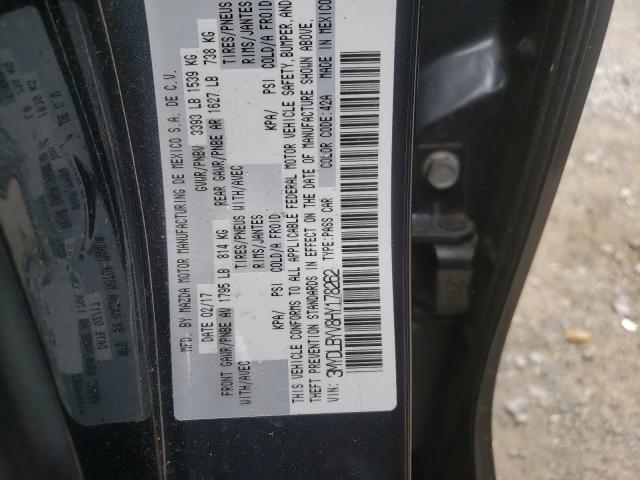 MFD. BY MAZDA MOTOR MANUFACTURING DE MEXICO S.A. DE C.V.
DATE 02/17 GVWR/PNBV 3393 LB 1539 KG
FRONT GAWR/PNBE AV 1795 LB 814 KG REAR GAWR/PNBE AR 1627 LB 738 KG
WITH/AVEC TIRES/PNEUS WITH/AVEC TIRES/PNEUS
RIMS/JANTES RIMS/JANTES
KPA/ PSI COLD/A FROID KPA/ PSI COLD/A FROID
THIS VEHICLE CONFORMS TO ALL APPLICABLE FEDERAL MOTOR VEHICLE SAFETY, BUMPER, AND
THEFT PREVENTION STANDARDS IN EFFECT ON THE DATE OF MANUFACTURE SHOWN ABOVE.
VIN: 3MYDLBYV8HY178262 TYPE:PASS CAR COLOR CODE:42A MADE IN MEXICO